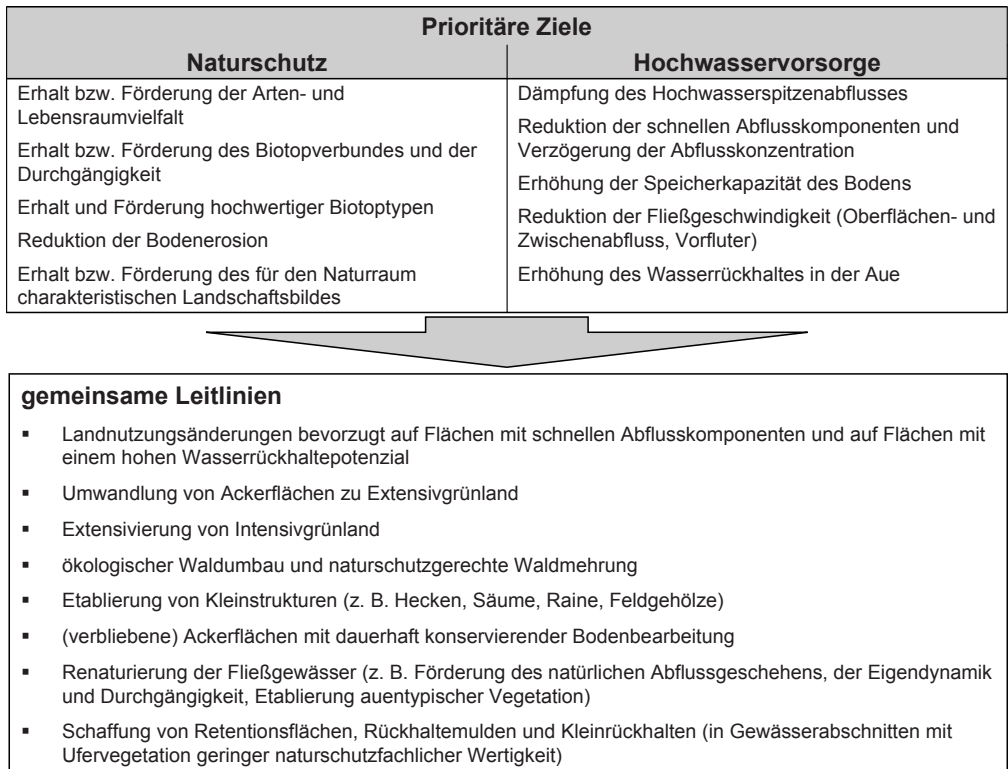 Prioritäre Ziele
Naturschutz
Erhalt bzw. Förderung der Arten- und
Lebensraumvielfalt
Erhalt bzw. Förderung des Biotopverbundes und der
Durchgängigkeit
Erhalt und Förderung hochwertiger Biotoptypen
Reduktion der Bodenerosion
Erhalt bzw. Förderung des für den Naturraum
charakteristischen Landschaftsbildes
Hochwasservorsorge
Dämpfung des Hochwasserspitzenabflusses
Reduktion der schnellen Abflusskomponenten und
Verzögerung der Abflusskonzentration
Erhöhung der Speicherkapazität des Bodens
Reduktion der Fließgeschwindigkeit (Oberflächen- und
Zwischenabfluss, Vorfluter)
Erhöhung des Wasserrückhaltes in der Aue
gemeinsame Leitlinien
▪ Landnutzungsänderungen bevorzugt auf Flächen mit schnellen Abflusskomponenten und auf Flächen mit
einem hohen Wasserrückhaltepotenzial
▪ Umwandlung von Ackerflächen zu Extensivgrünland
▪ Extensivierung von Intensivgrünland
▪ ökologischer Waldumbau und naturschutzgerechte Waldmehrung
▪ Etablierung von Kleinstrukturen (z. B. Hecken, Säume, Raine, Feldgehölze)
▪ (verbliebene) Ackerflächen mit dauerhaft konservierender Bodenbearbeitung
▪ Renaturierung der Fließgewässer (z. B. Förderung des natürlichen Abflussgeschehens, der Eigendynamik
und Durchgängigkeit, Etablierung auentypischer Vegetation)
▪ Schaffung von Retentionsflächen, Rückhaltemulden und Kleinrückhalten (in Gewässerabschnitten mit
Ufervegetation geringer naturschutzfachlicher Wertigkeit)